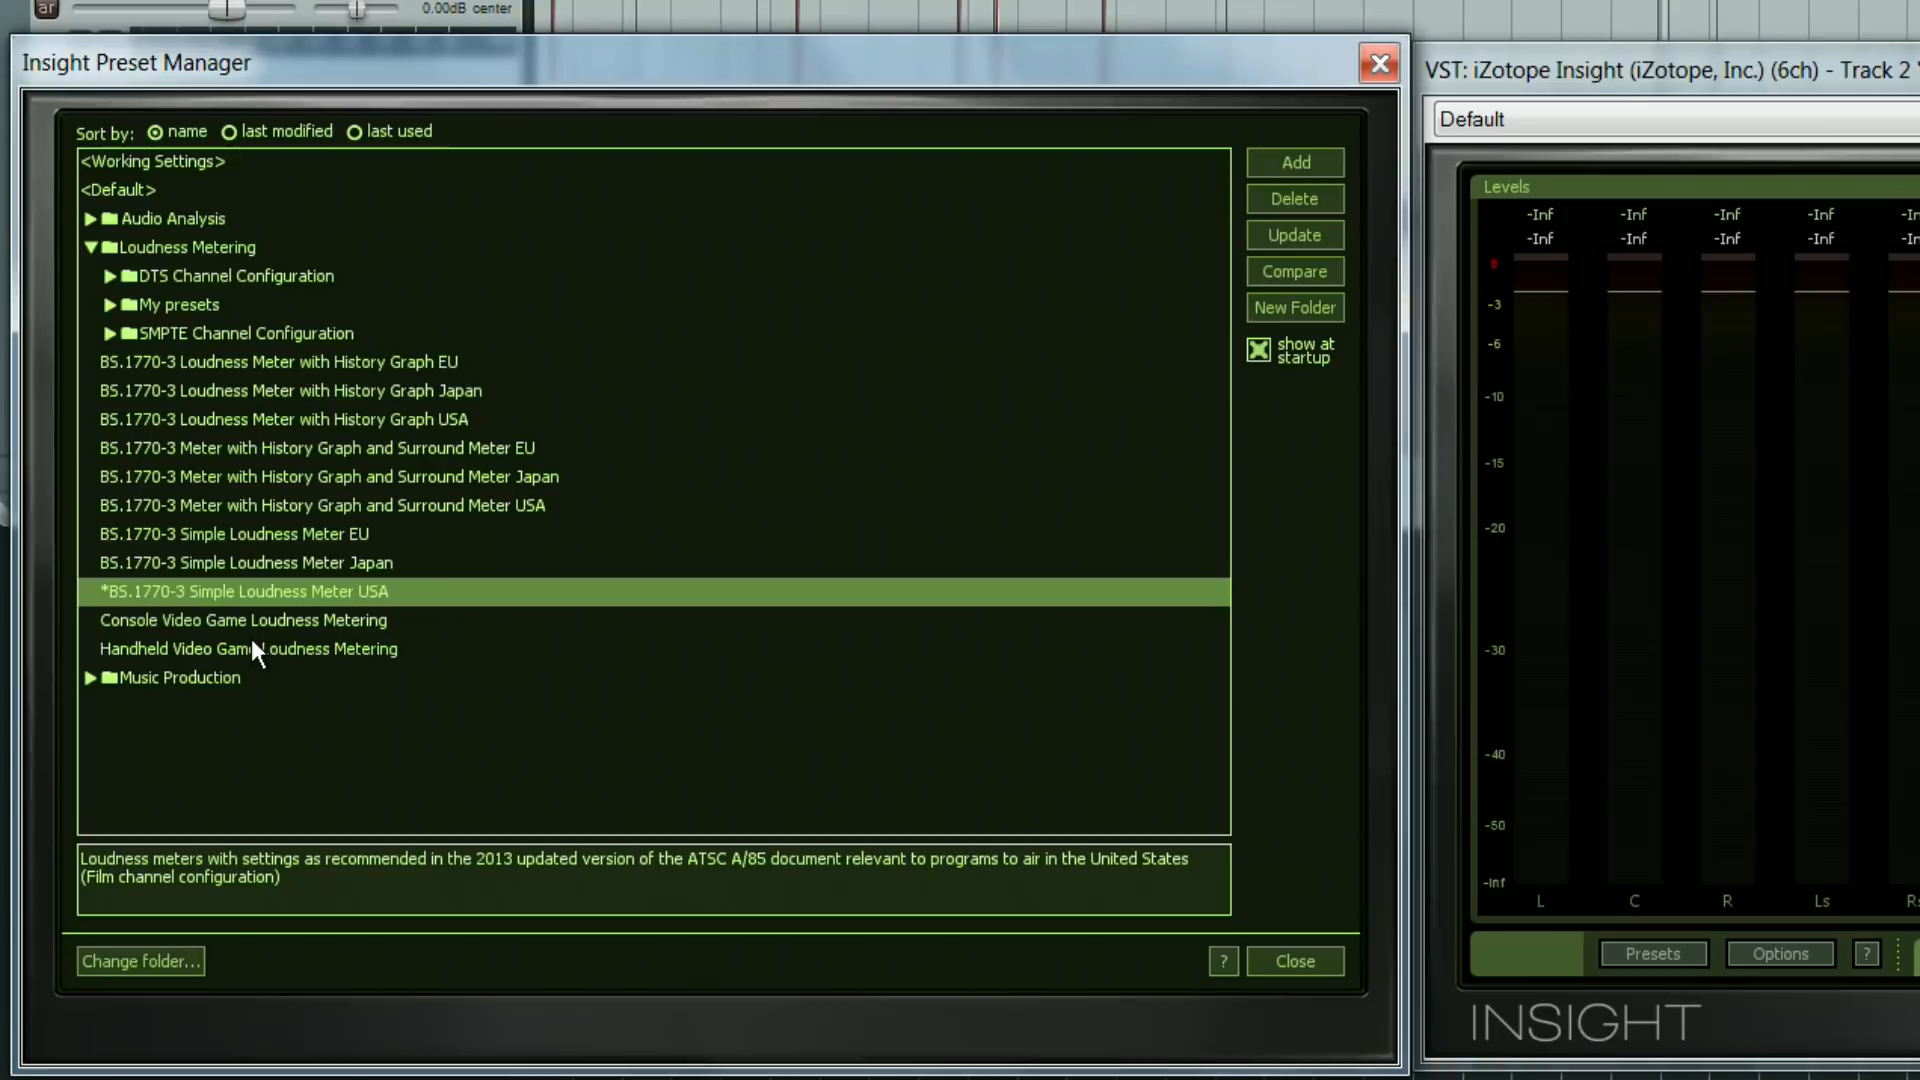 ar
0.00dB center
Insight Preset Manager
Sort by: name last modified last used
<Working Settings>
<Default>
Audio Analysis
Loudness Metering
DTS Channel Configuration
My presets
SMPTE Channel Configuration
BS.1770-3 Loudness Meter with History Graph EU
BS.1770-3 Loudness Meter with History Graph Japan
BS.1770-3 Loudness Meter with History Graph USA
BS.1770-3 Meter with History Graph and Surround Meter EU
BS.1770-3 Meter with History Graph and Surround Meter Japan
BS.1770-3 Meter with History Graph and Surround Meter USA
BS.1770-3 Simple Loudness Meter EU
BS.1770-3 Simple Loudness Meter Japan
*BS.1770-3 Simple Loudness Meter USA
Console Video Game Loudness Metering
Handheld Video Game Loudness Metering
Music Production
Add
Delete
Update
Compare
New Folder
show at
startup
Loudness meters with settings as recommended in the 2013 updated version of the ATSC A/85 document relevant to programs to air in the United States
(Film channel configuration)
Change folder...
?
Close
VST: iZotope Insight (iZotope, Inc.) (6ch) - Track 2
Default
Levels
-Inf -Inf -Inf -Inf
-Inf -Inf -Inf -Inf
-3
-6
-10
-15
-20
-30
-40
-50
-Inf
L C R Ls
Presets
Options
?
INSIGHT